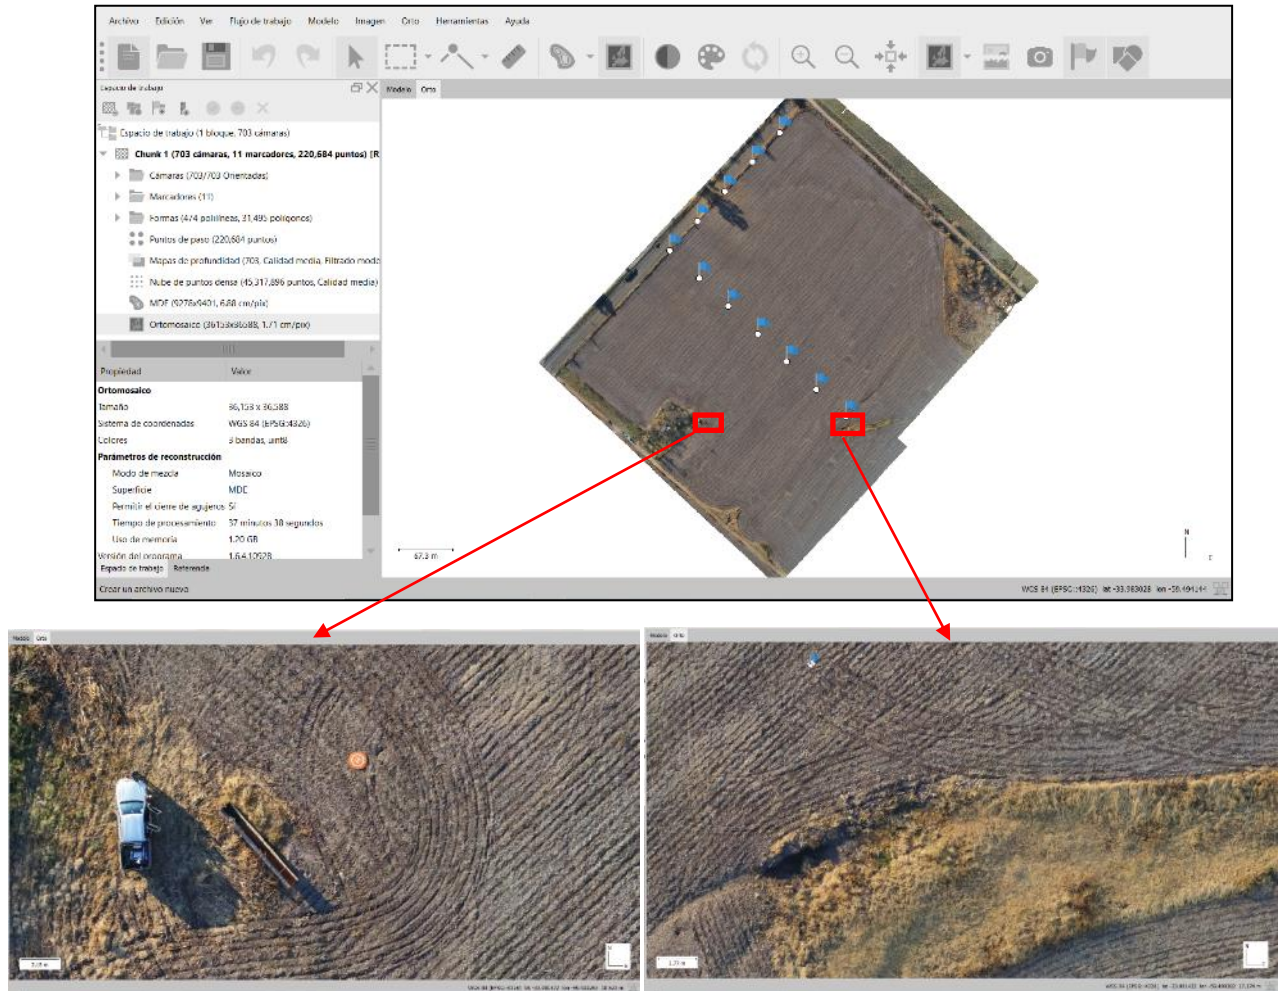 Archivo Edición Ver Flujo de trabajo Modelo Imagen Orto Herramientas Ayuda
Espacio de trabajo
Modelo Orto
Espacio de trabajo (1 bloque, 703 cámaras)
Chunk 1 (703 cámaras, 11 marcadores, 220,684 puntos) [R
Cámaras (703/703 Orientadas)
Marcadores (11)
Formas (474 polilíneas, 31,495 polígonos)
Puntos de paso (220,684 puntos)
Mapas de profundidad (703, Calidad media, Filtrado mode
Nube de puntos densa (45,317,896 puntos, Calidad media)
MDE (9278x9401, 6.88 cm/pix)
Ortomosaico (36153x36588, 1.71 cm/pix)
Propiedad Valor
Ortomosaico
Tamaño 36,153 x 36,588
Sistema de coordenadas WGS 84 (EPSG:4326)
Colores 3 bandas, uint8
Parámetros de reconstrucción
Modo de mezcla Mosaico
Superficie MDE
Permitir el cierre de agujeros Sí
Tiempo de procesamiento 37 minutos 38 segundos
Uso de memoria 1.20 GB
Versión del programa 1.6.4.10928
Espacio de trabajo Referencia
67.3 m
N
Crear un archivo nuevo
WGS 84 (EPSG::4326) lat -33.983028 lon
Modelo Orto
Modelo Orto